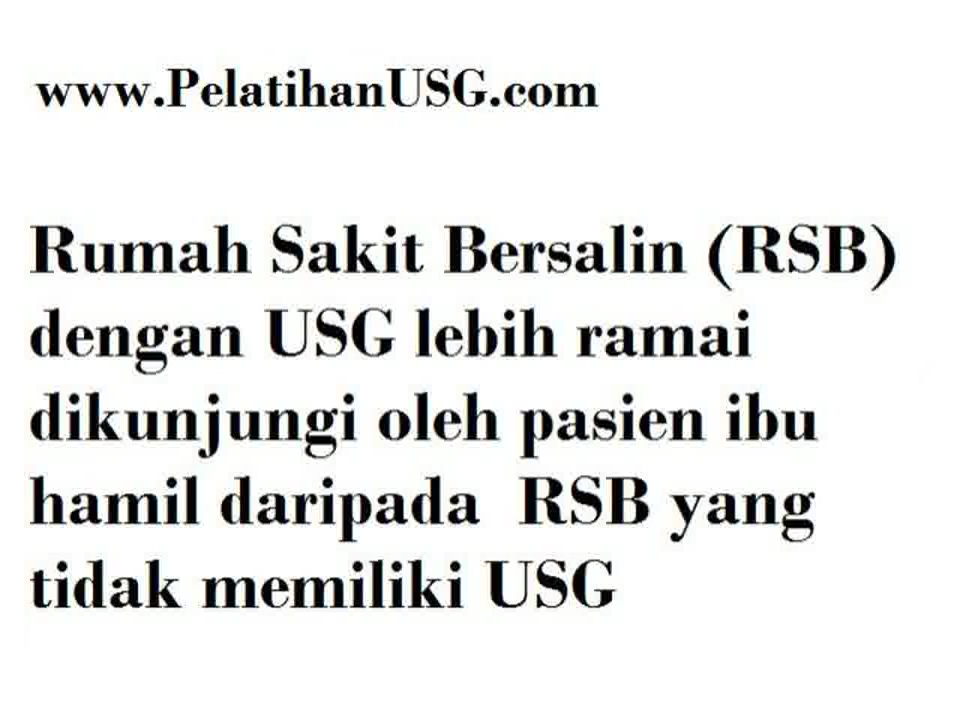 www.PelatihanUSG.com
Rumah Sakit Bersalin (RSB)
dengan USG lebih ramai
dikunjungi oleh pasien ibu
hamil daripada  RSB yang
tidak memiliki USG